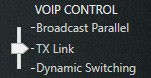 VOIP CONTROL
-Broadcast Parallel
-TX Link
-Dynamic Switching